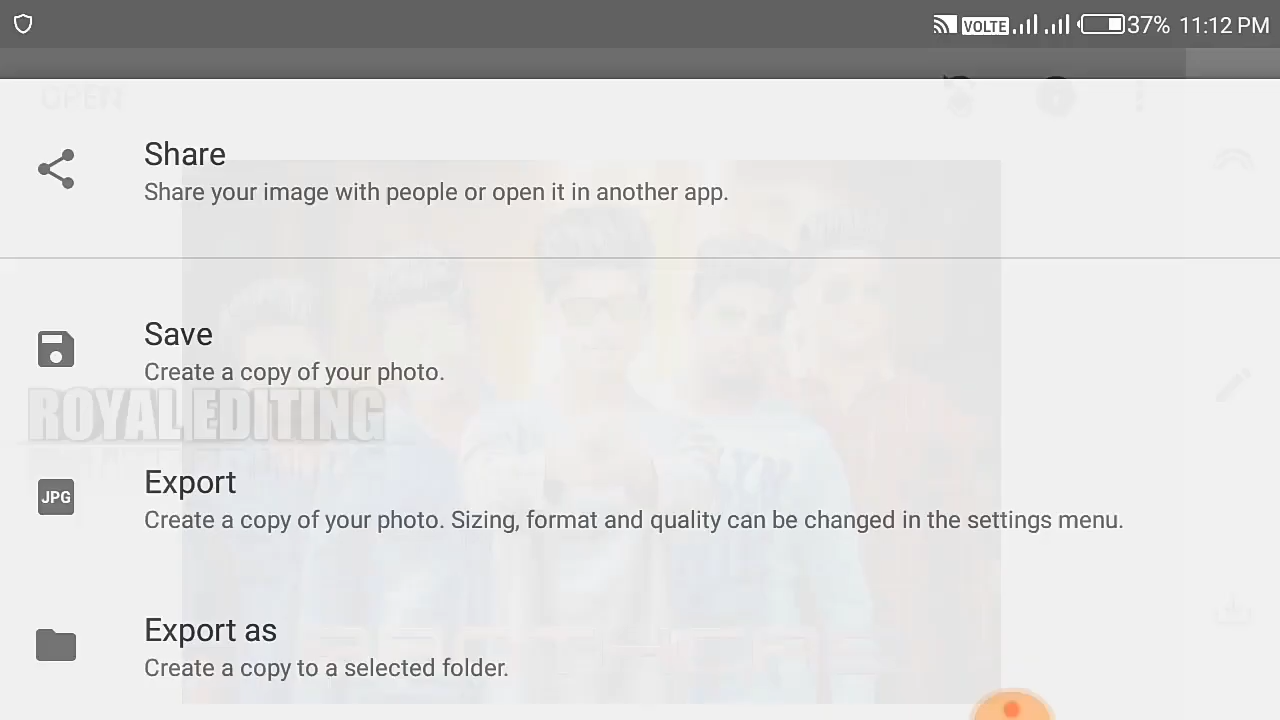 VOLTE 37% 11:12 PM
OPEN
Share
Share your image with people or open it in another app.
Save
Create a copy of your photo.
ROYAL EDITING
JPG
Export
Create a copy of your photo. Sizing, format and quality can be changed in the settings menu.
Export as
Create a copy to a selected folder.